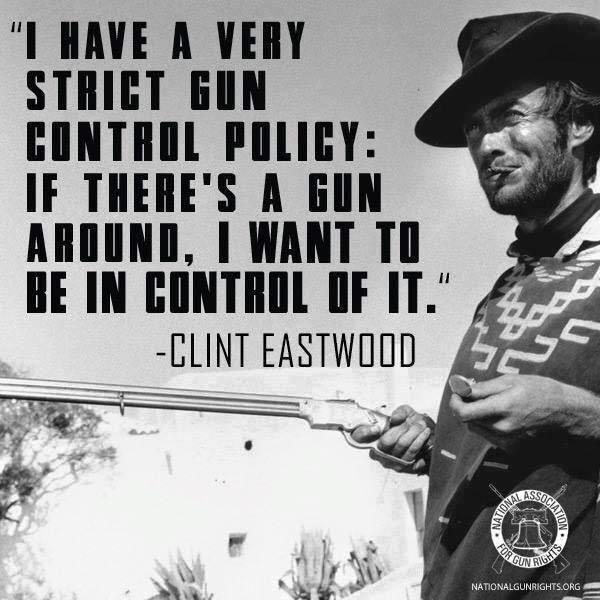 “I HAVE A VERY
STRICT GUN
CONTROL POLICY:
IF THERE'S A GUN
AROUND, I WANT TO
BE IN CONTROL OF IT.“
-CLINT EASTWOOD
NATIONAL ASSOCIATION
FOR GUN RIGHTS
NATIONALGUNRIGHTS.ORG